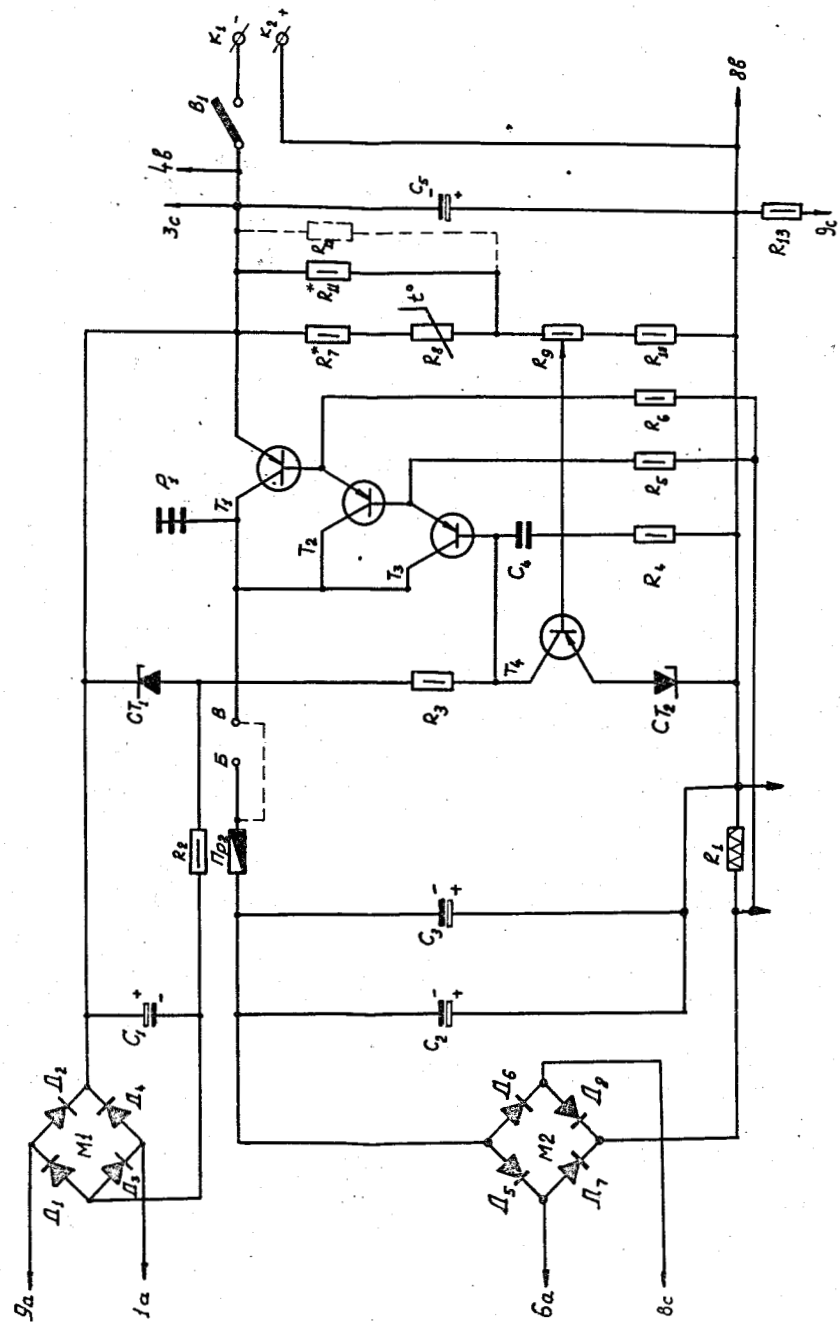 9а
1а
6а
8с
Д1
Д2
Д3
Д4
М1
Д5
Д6
Д7
Д8
М2
C1
+
-
C2
-
+
C3
-
+
R2
Пр2
R1
Б
В
СТ1
R3
T4
СТ2
P1
T1
T2
T3
C4
R4
R5
R6
R7*
R8
t°
R9
R10
R11*
C5
-
+
R13
3с
4в
8в
9с
B1
K1 -
K2 +